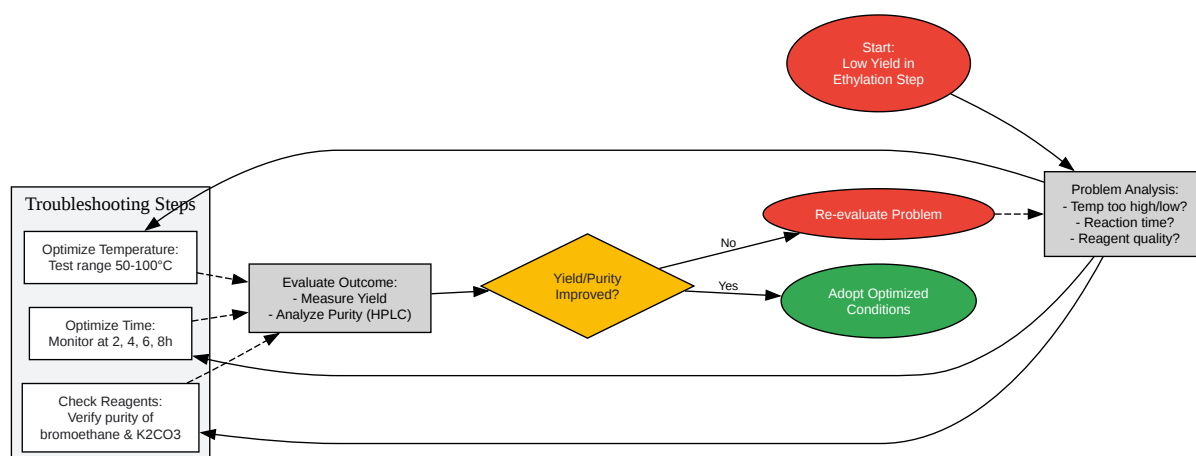 Start:
Low Yield in
Ethylation Step
Problem Analysis:
- Temp too high/low?
- Reaction time?
- Reagent quality?
Troubleshooting Steps
Optimize Temperature:
Test range 50-100°C
Optimize Time:
Monitor at 2, 4, 6, 8h
Check Reagents:
Verify purity of
bromoethane & K2CO3
Evaluate Outcome:
- Measure Yield
- Analyze Purity (HPLC)
Yield/Purity
Improved?
No
Yes
Re-evaluate Problem
Adopt Optimized
Conditions